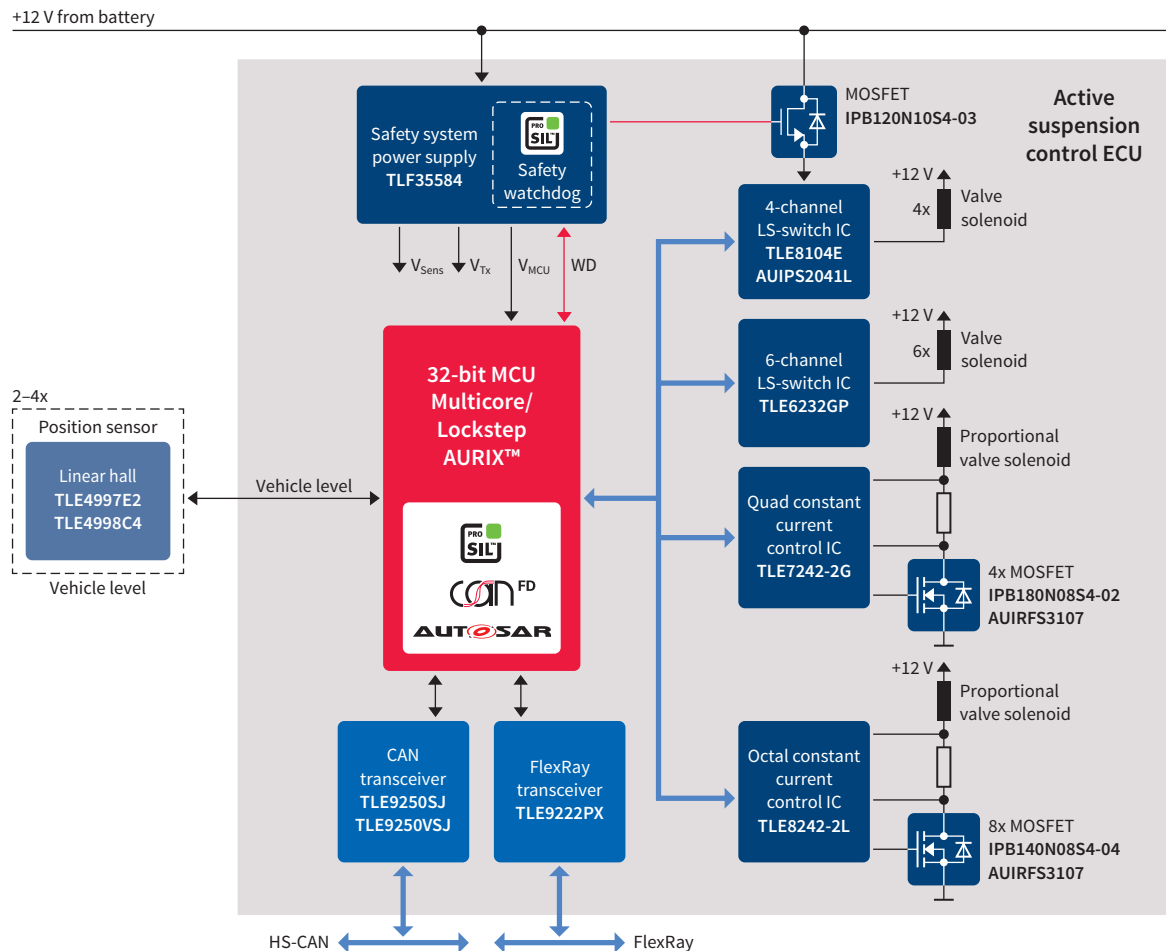 +12 V from battery
Active
suspension
control ECU
Safety system
power supply
TLF35584
PRO
SIL™
Safety
watchdog
MOSFET
IPB120N10S4-03
VSens
VTx
VMCU
WD
4-channel
LS-switch IC
TLE8104E
AUIPS2041L
+12 V
4x
Valve
solenoid
6-channel
LS-switch IC
TLE6232GP
+12 V
6x
Valve
solenoid
32-bit MCU
Multicore/
Lockstep
AURIX™
PRO
SIL™
CAN FD
AUTOSAR
2–4x
Position sensor
Linear hall
TLE4997E2
TLE4998C4
Vehicle level
Vehicle level
Quad constant
current
control IC
TLE7242-2G
+12 V
Proportional
valve solenoid
4x MOSFET
IPB180N08S4-02
AUIRFS3107
Octal constant
current
control IC
TLE8242-2L
+12 V
Proportional
valve solenoid
8x MOSFET
IPB140N08S4-04
AUIRFS3107
CAN
transceiver
TLE9250SJ
TLE9250VSJ
FlexRay
transceiver
TLE9222PX
HS-CAN
FlexRay